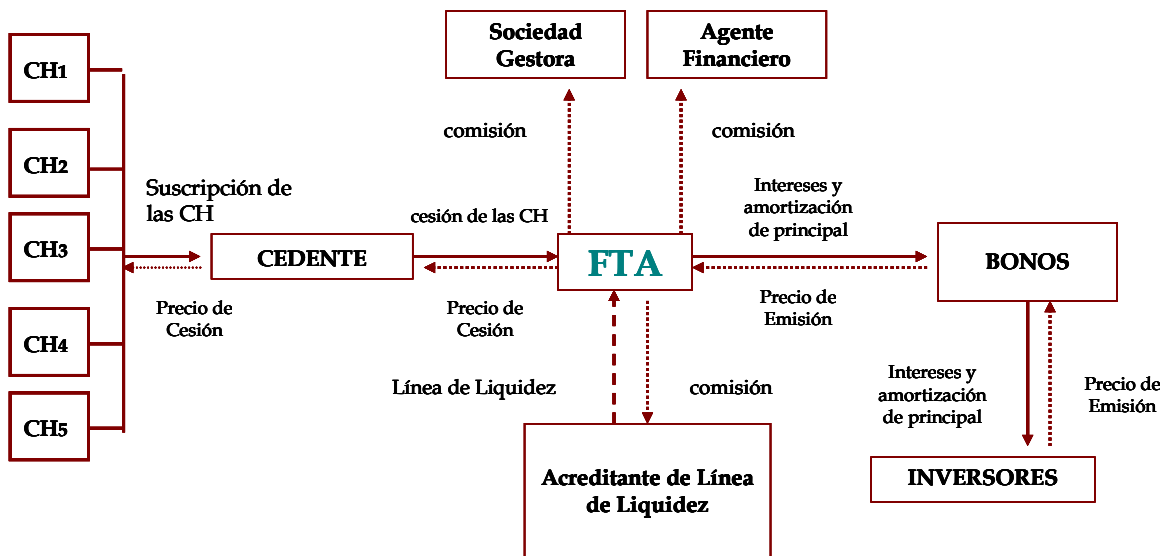 Sociedad
Gestora
Agente
Financiero
CH1
CH2
CH3
CH4
CH5
comisión
comisión
Suscripción de
las CH
cesión de las CH
Intereses y
amortización
de principal
CEDENTE
FTA
BONOS
Precio de
Cesión
Precio de
Cesión
Precio de
Emisión
Línea de Liquidez
comisión
Intereses y
amortización
de principal
Precio de
Emisión
Acreditante de Línea
de Liquidez
INVERSORES